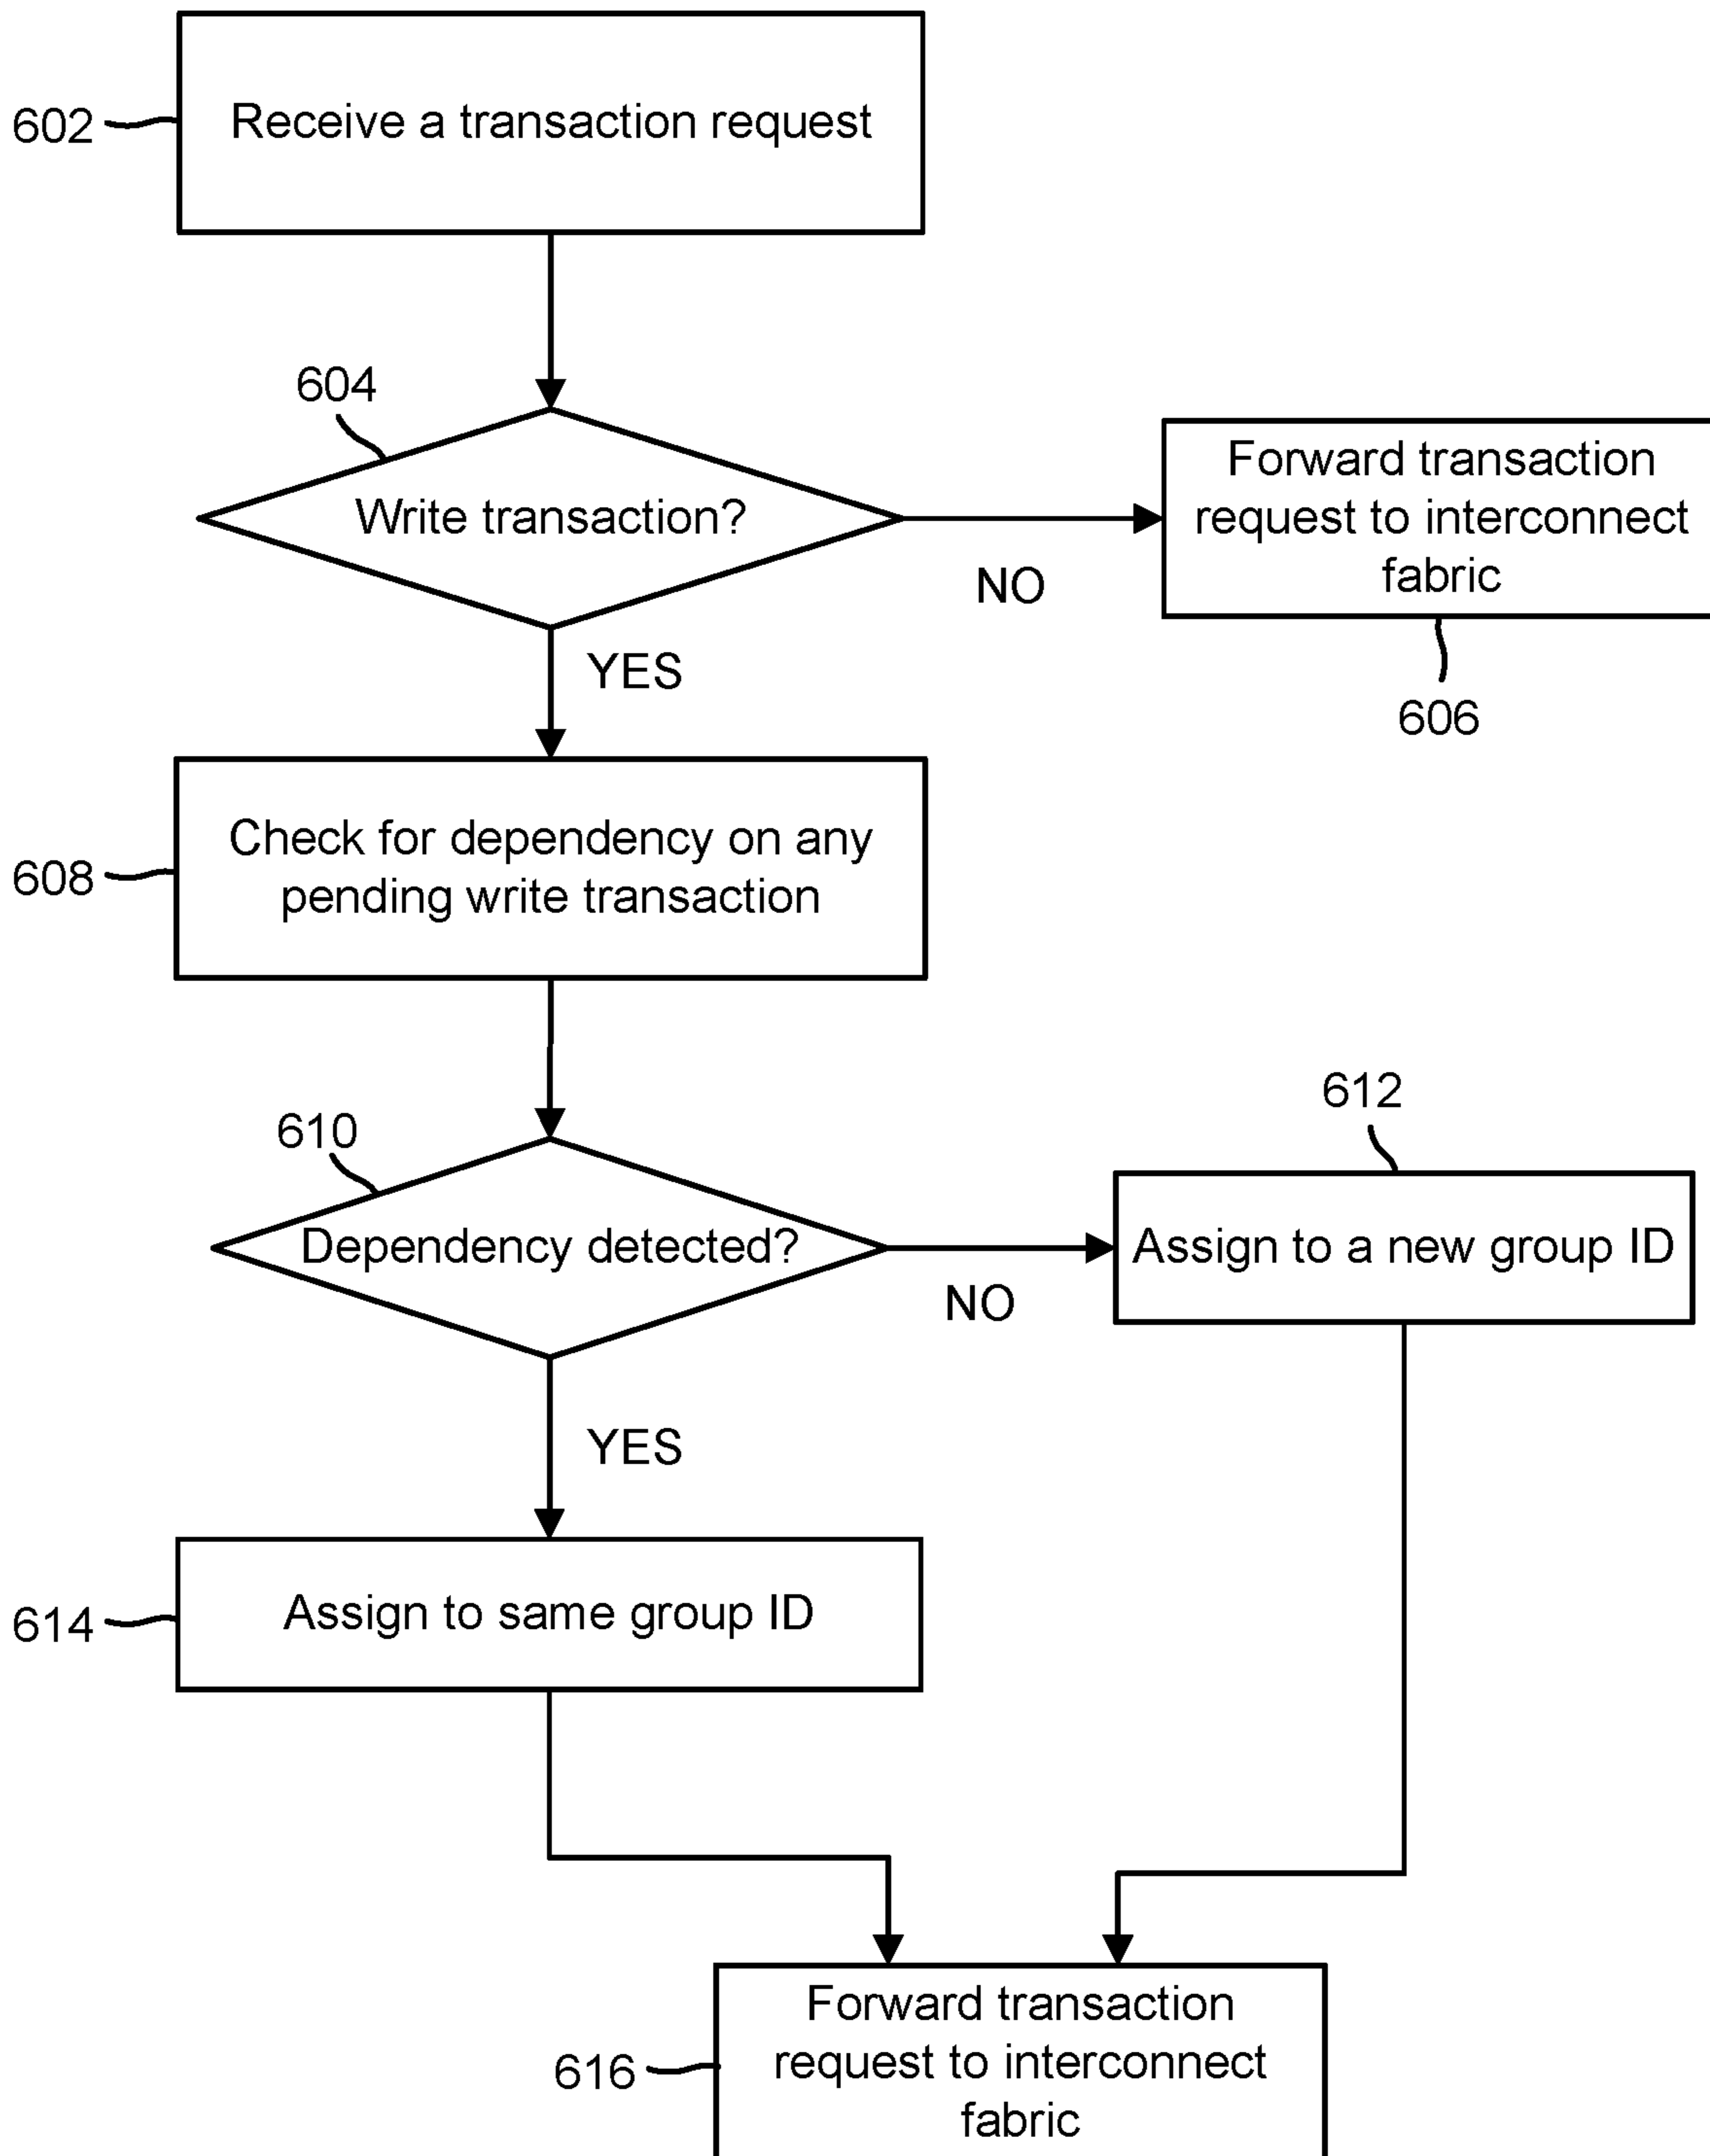 602
Receive a transaction request
604
Write transaction?
NO
Forward transaction
request to interconnect
fabric
606
YES
608
Check for dependency on any
pending write transaction
610
Dependency detected?
NO
612
Assign to a new group ID
YES
614
Assign to same group ID
616
Forward transaction
request to interconnect
fabric